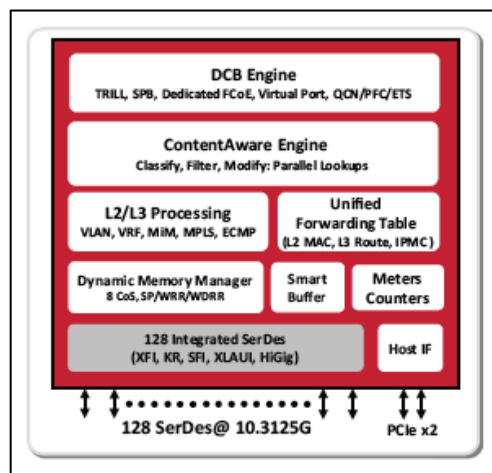 DCB Engine
TRILL, SPB, Dedicated FCoE, Virtual Port, QCN/PFC/ETS
ContentAware Engine
Classify, Filter, Modify: Parallel Lookups
L2/L3 Processing
VLAN, VRF, MiM, MPLS, ECMP
Unified
Forwarding Table
(L2 MAC, L3 Route, IPMC)
Dynamic Memory Manager
8 CoS, SP/WRR/WDRR
Smart
Buffer
Meters
Counters
128 Integrated SerDes
(XFI, KR, SFI, XLAUI, HiGig)
Host IF
128 SerDes@ 10.3125G
PCIe x2